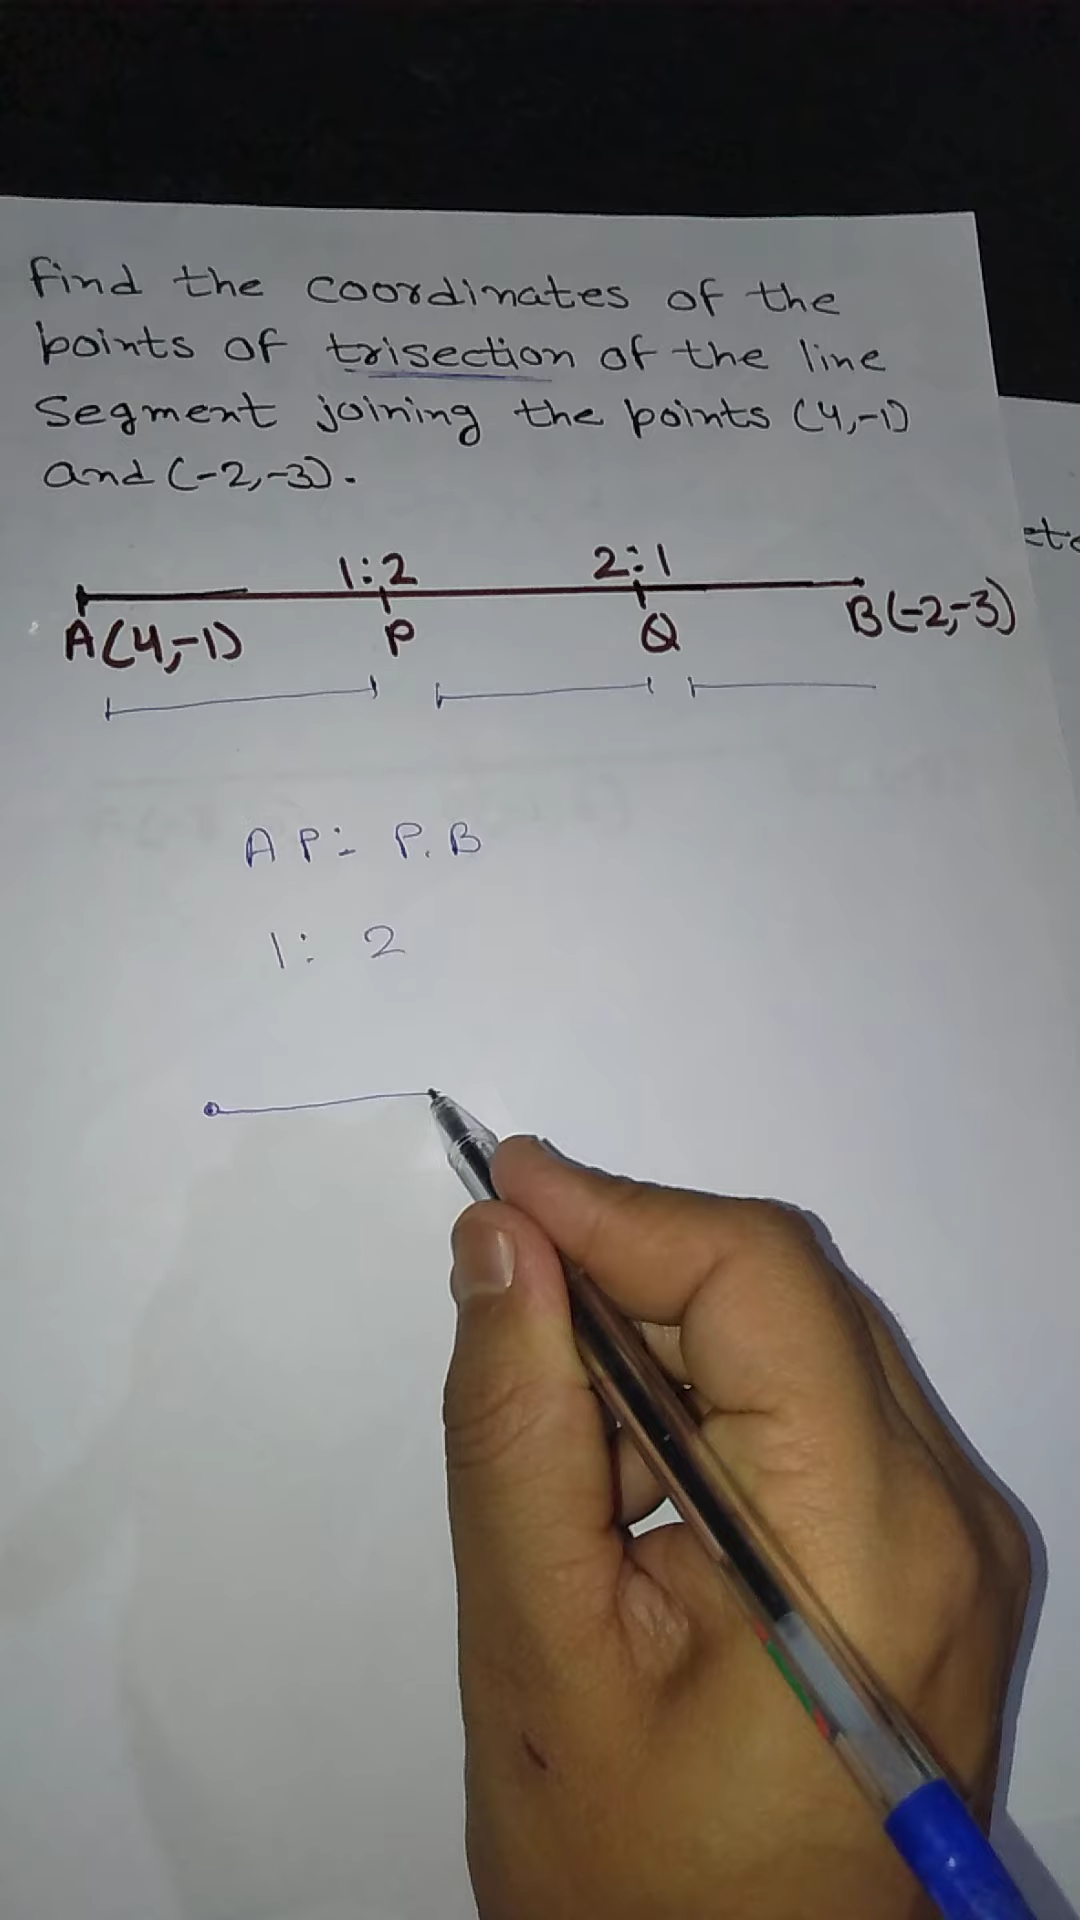 find the coordinates of the
points of trisection of the line
Segment joining the points (4,-1)
and (-2,-3).
1:2 2:1
A(4,-1) P Q B(-2,-3)
AP:- P.B
1: 2